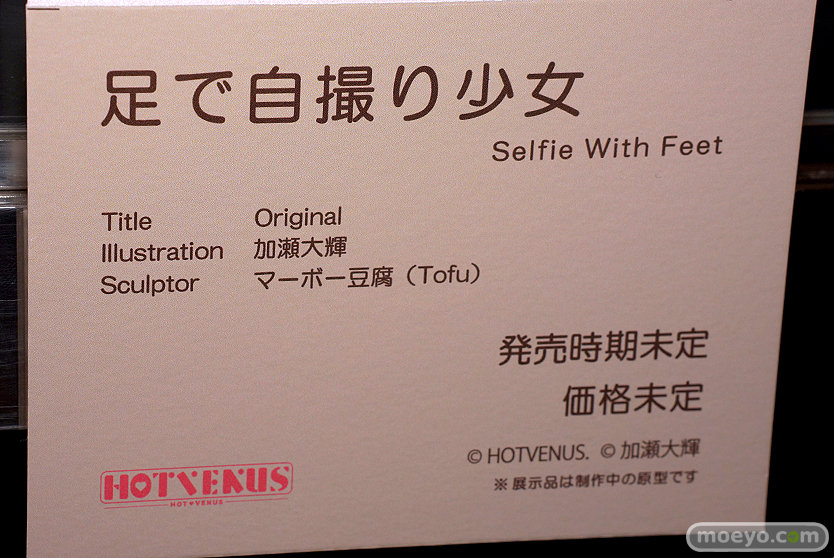 足で自撮り少女
Selfie With Feet
Title Original
Illustration 加瀬大輝
Sculptor マーボー豆腐（Tofu）
発売時期未定
価格未定
© HOTVENUS. © 加瀬大輝
※ 展示品は制作中の原型です
HOTVENUS
HOT♥VENUS
moeyo.com